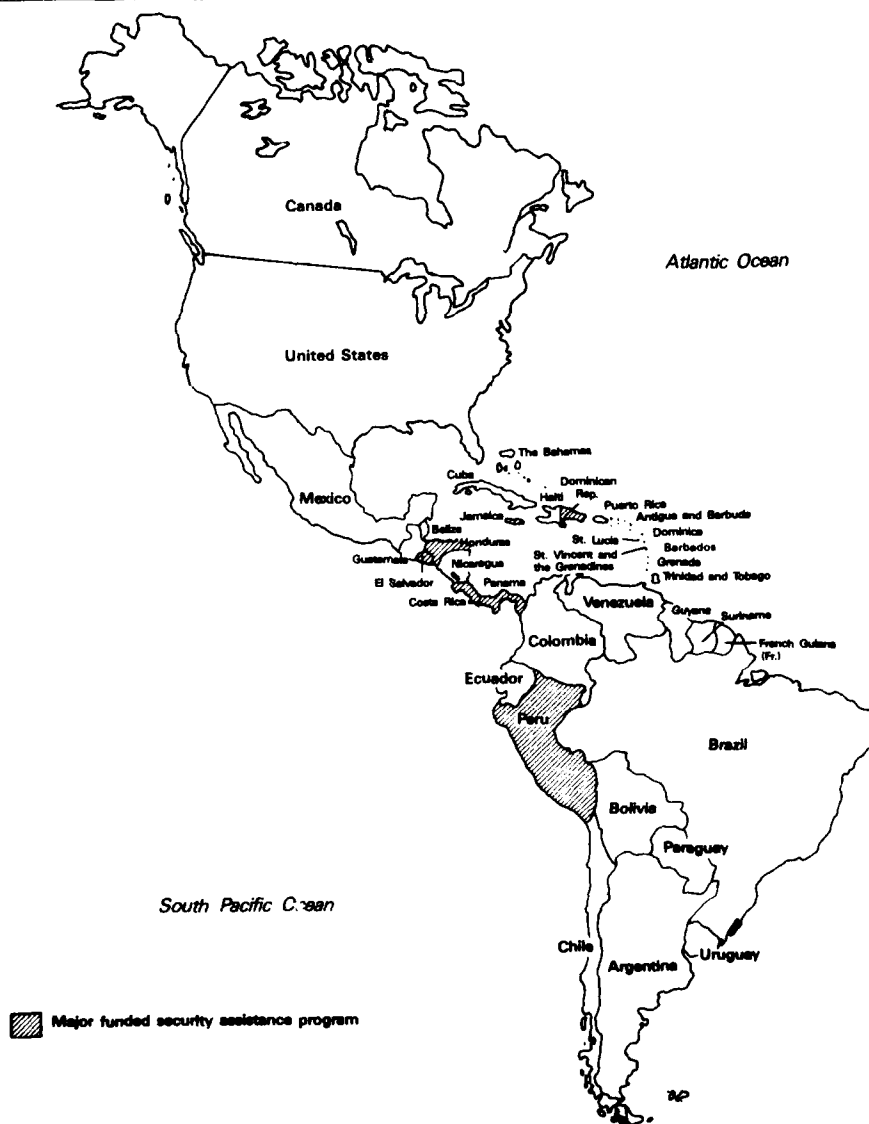 Canada
Atlantic Ocean
United States
The Bahamas
Cuba
Dominican
Rep.
Haiti
Mexico
Puerto Rico
Jamaica
Antigua and Barbuda
Belize
Dominica
Honduras
St. Lucia
Barbados
Guatemala
Nicaragua
St. Vincent and
the Grenadines
Grenada
El Salvador
Panama
Trinidad and Tobago
Costa Rica
Venezuela
Guyana
Suriname
Colombia
French Guiana
(Fr.)
Ecuador
Peru
Brazil
Bolivia
Paraguay
South Pacific Ocean
Chile
Uruguay
Argentina
Major funded security assistance program